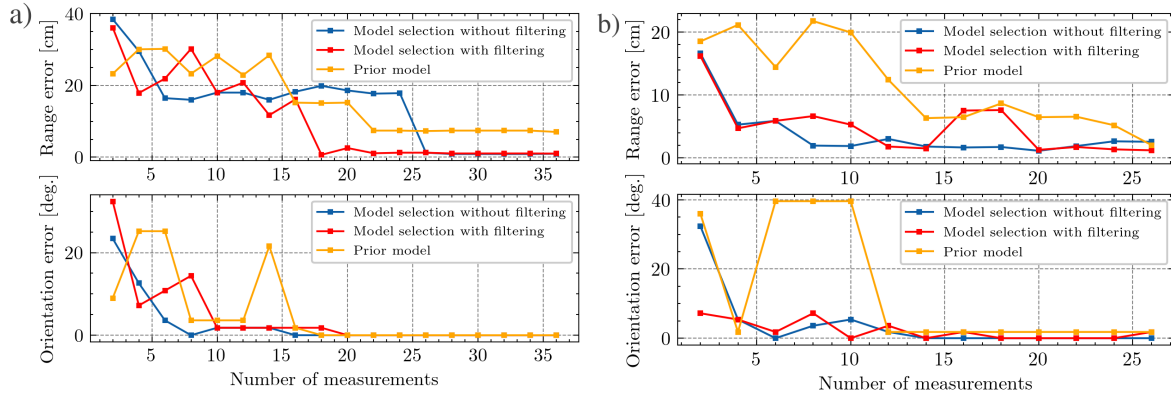 a)
Range error [cm]
40
20
0
Model selection without filtering
Model selection with filtering
Prior model
5 10 15 20 25 30 35
Orientation error [deg.]
20
0
Model selection without filtering
Model selection with filtering
Prior model
5 10 15 20 25 30 35
Number of measurements
b)
Range error [cm]
20
10
0
Model selection without filtering
Model selection with filtering
Prior model
5 10 15 20 25
Orientation error [deg.]
40
20
0
Model selection without filtering
Model selection with filtering
Prior model
5 10 15 20 25
Number of measurements